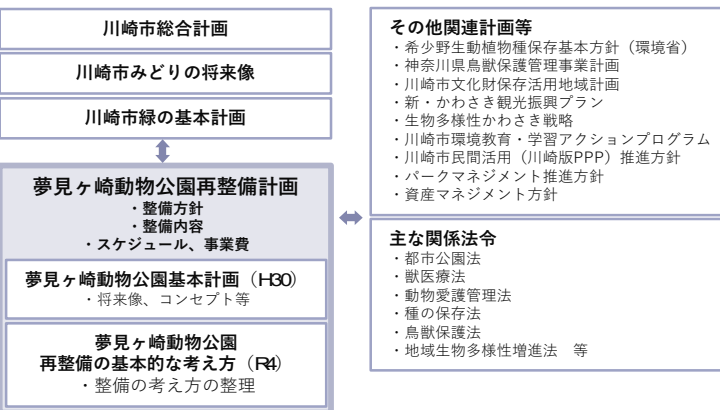 川崎市総合計画
川崎市みどりの将来像
川崎市緑の基本計画
夢見ヶ崎動物公園再整備計画
・整備方針
・整備内容
・スケジュール、事業費
夢見ヶ崎動物公園基本計画（H30）
・将来像、コンセプト等
夢見ヶ崎動物公園
再整備の基本的な考え方（R4）
・整備の考え方の整理
その他関連計画等
・希少野生動植物種保存基本方針（環境省）
・神奈川県鳥獣保護管理事業計画
・川崎市文化財保存活用地域計画
・新・かわさき観光振興プラン
・生物多様性かわさき戦略
・川崎市環境教育・学習アクションプログラム
・川崎市民間活用（川崎版PPP）推進方針
・パークマネジメント推進方針
・資産マネジメント方針
主な関係法令
・都市公園法
・獣医療法
・動物愛護管理法
・種の保存法
・鳥獣保護法
・地域生物多様性増進法　等